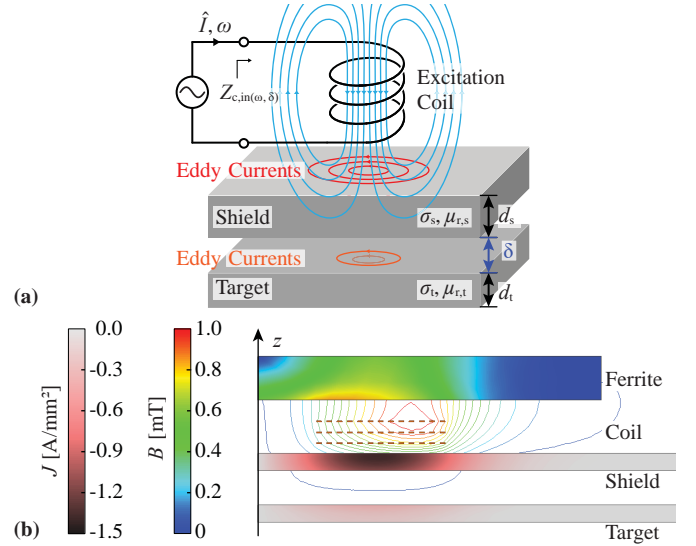 Î, ω
Z_c,in(ω, δ)
Excitation
Coil
Eddy Currents
Shield
σ_s, μ_r,s
d_s
Eddy Currents
δ
Target
σ_t, μ_r,t
d_t
(a)
0.0
-0.3
-0.6
-0.9
-1.2
-1.5
J [A/mm²]
1.0
0.8
0.6
0.4
0.2
0
B [mT]
z
Ferrite
Coil
Shield
Target
(b)